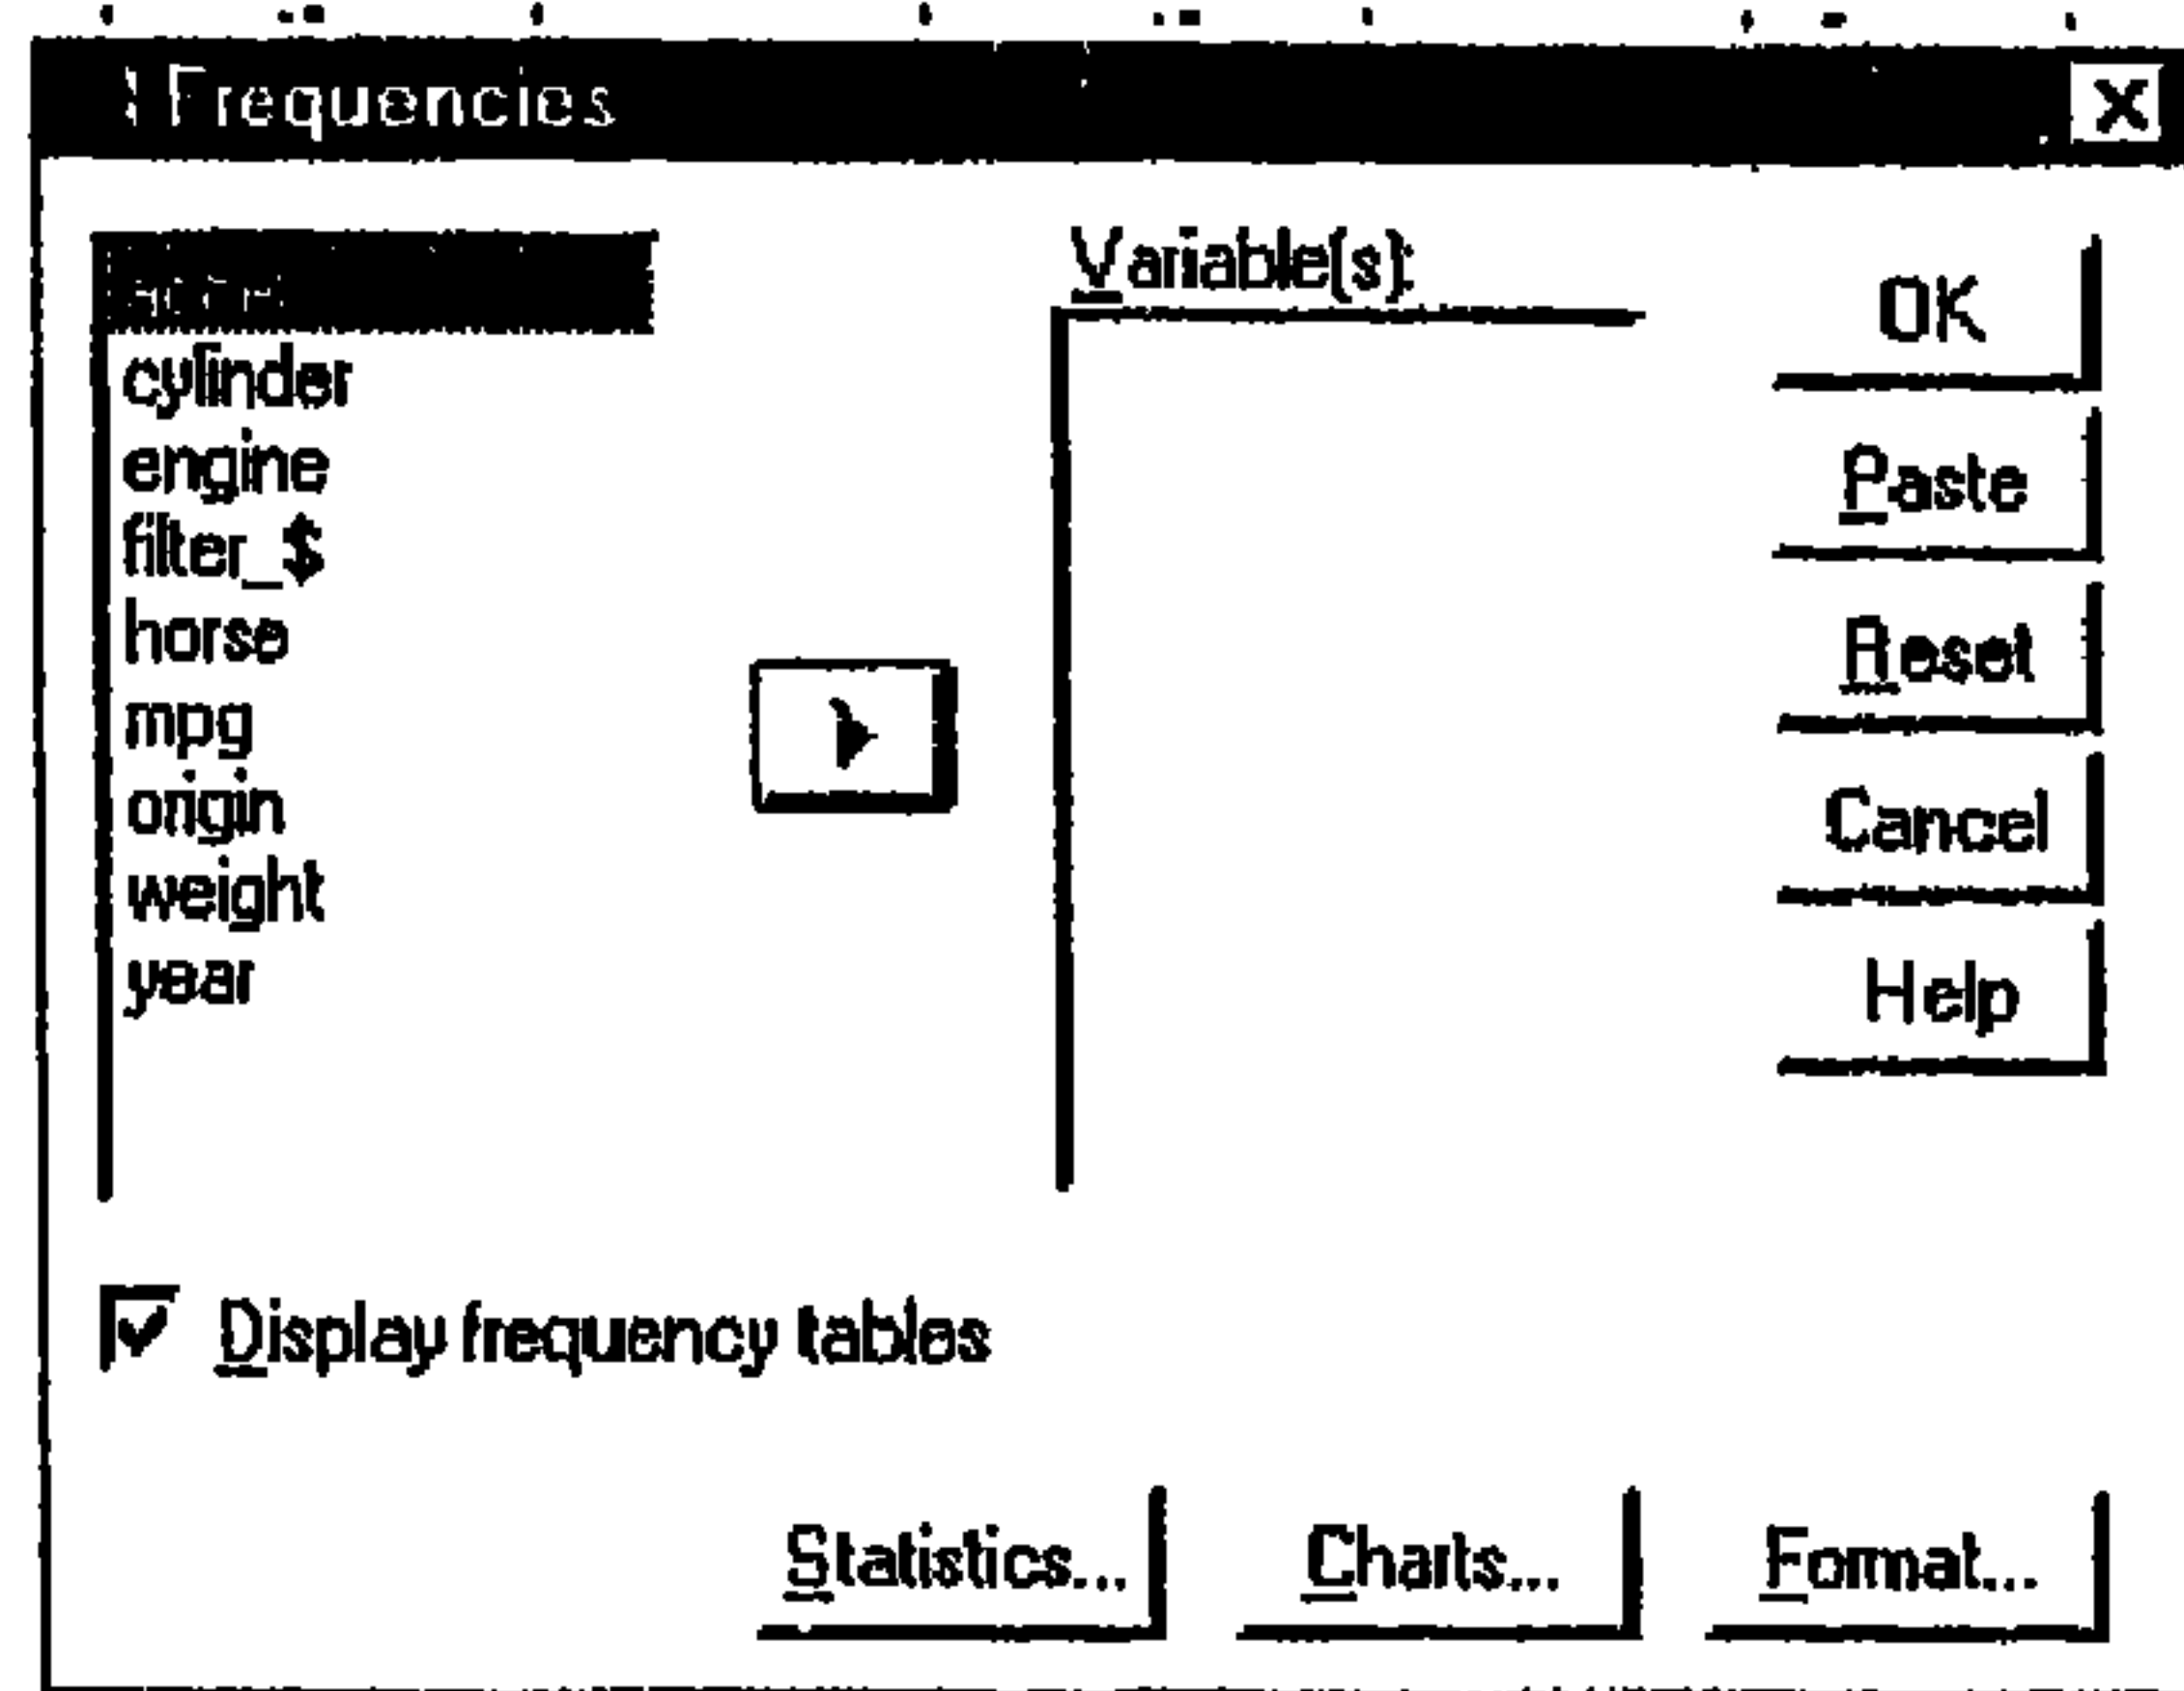 Frequencies
Variable(s):
cylinder
engine
filter_$
horse
mpg
origin
weight
year
OK
Paste
Reset
Cancel
Help
Display frequency tables
Statistics...
Charts...
Format...